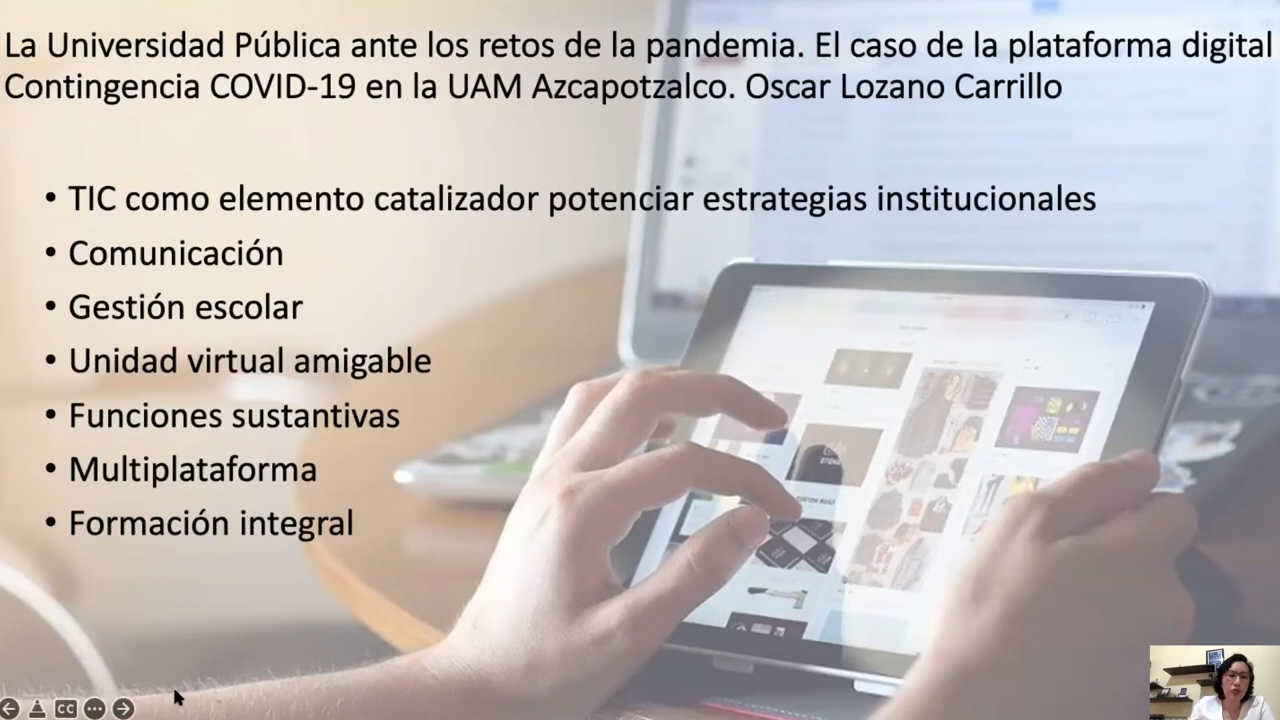 La Universidad Pública ante los retos de la pandemia. El caso de la plataforma digital
Contingencia COVID-19 en la UAM Azcapotzalco. Oscar Lozano Carrillo
• TIC como elemento catalizador potenciar estrategias institucionales
• Comunicación
• Gestión escolar
• Unidad virtual amigable
• Funciones sustantivas
• Multiplataforma
• Formación integral
CC